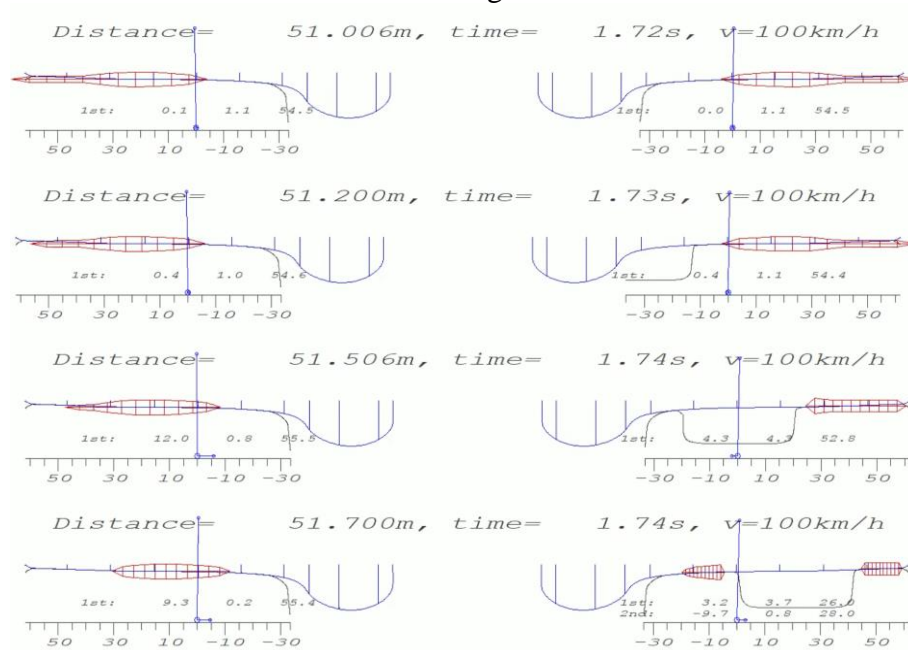 Distance= 51.006m, time= 1.72s, v=100km/h
1st: 0.1 1.1 54.5 1st: 0.0 1.1 54.5
50 30 10 -10 -30 -30 -10 10 30 50
Distance= 51.200m, time= 1.73s, v=100km/h
1st: 0.4 1.0 54.6 1st: 0.4 1.1 54.4
50 30 10 -10 -30 -30 -10 10 30 50
Distance= 51.506m, time= 1.74s, v=100km/h
1st: 12.0 0.8 55.5 1st: 4.3 4.3 52.8
50 30 10 -10 -30 -30 -10 10 30 50
Distance= 51.700m, time= 1.74s, v=100km/h
1st: 9.3 0.2 55.4 1st: 3.2 3.7 26.0
2nd: -9.7 0.8 28.0
50 30 10 -10 -30 -30 -10 10 30 50